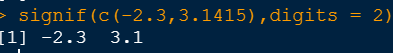 > signif(c(-2.3,3.1415),digits = 2)
[1] -2.3  3.1